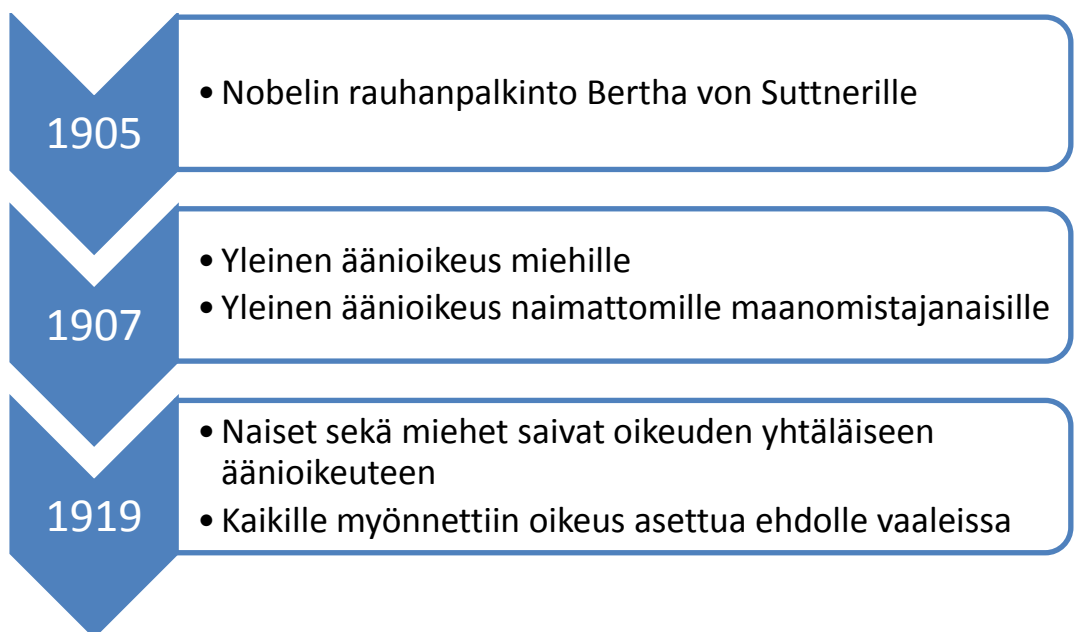 1905
• Nobelin rauhanpalkinto Bertha von Suttnerille
1907
• Yleinen äänioikeus miehille
• Yleinen äänioikeus naimattomille maanomistajanaisille
1919
• Naiset sekä miehet saivat oikeuden yhtäläiseen
äänioikeuteen
• Kaikille myönnettiin oikeus asettua ehdolle vaaleissa